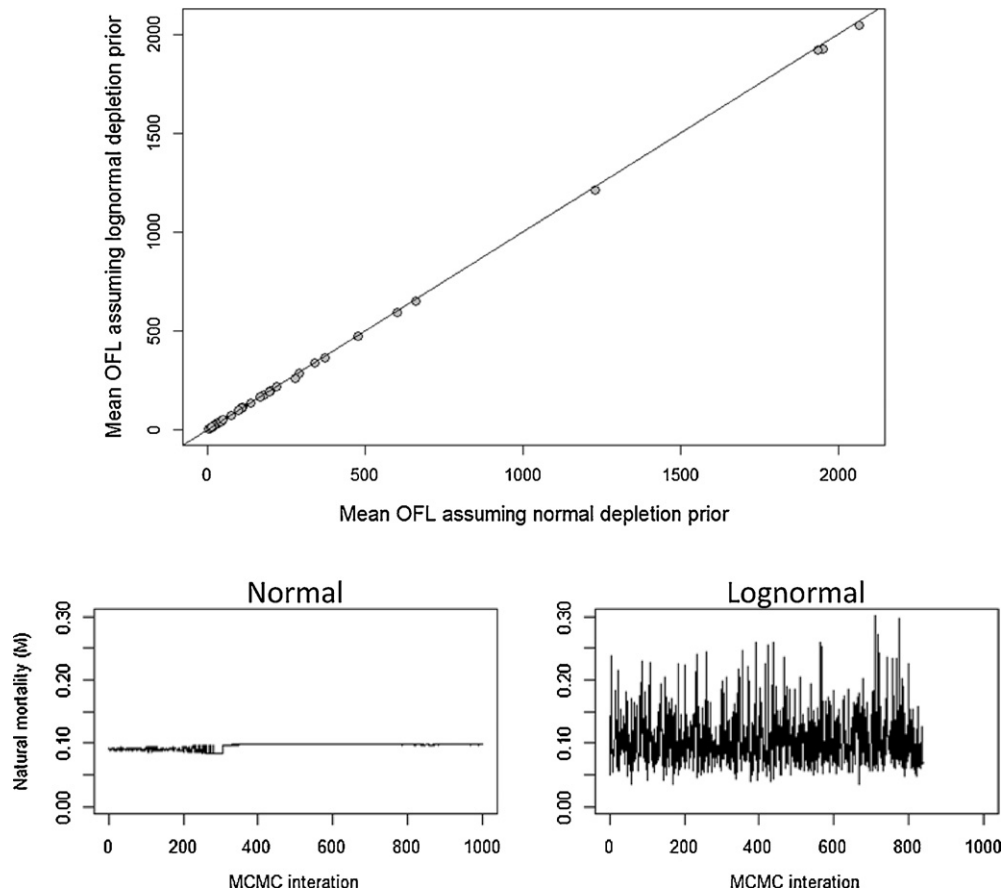 Mean OFL assuming lognormal depletion prior
2000
1500
1000
500
0
0 500 1000 1500 2000
Mean OFL assuming normal depletion prior
Normal
Natural mortality (M)
0.30
0.20
0.10
0.00
0 200 400 600 800 1000
MCMC interation
Lognormal
0.30
0.20
0.10
0.00
0 200 400 600 800 1000
MCMC interation